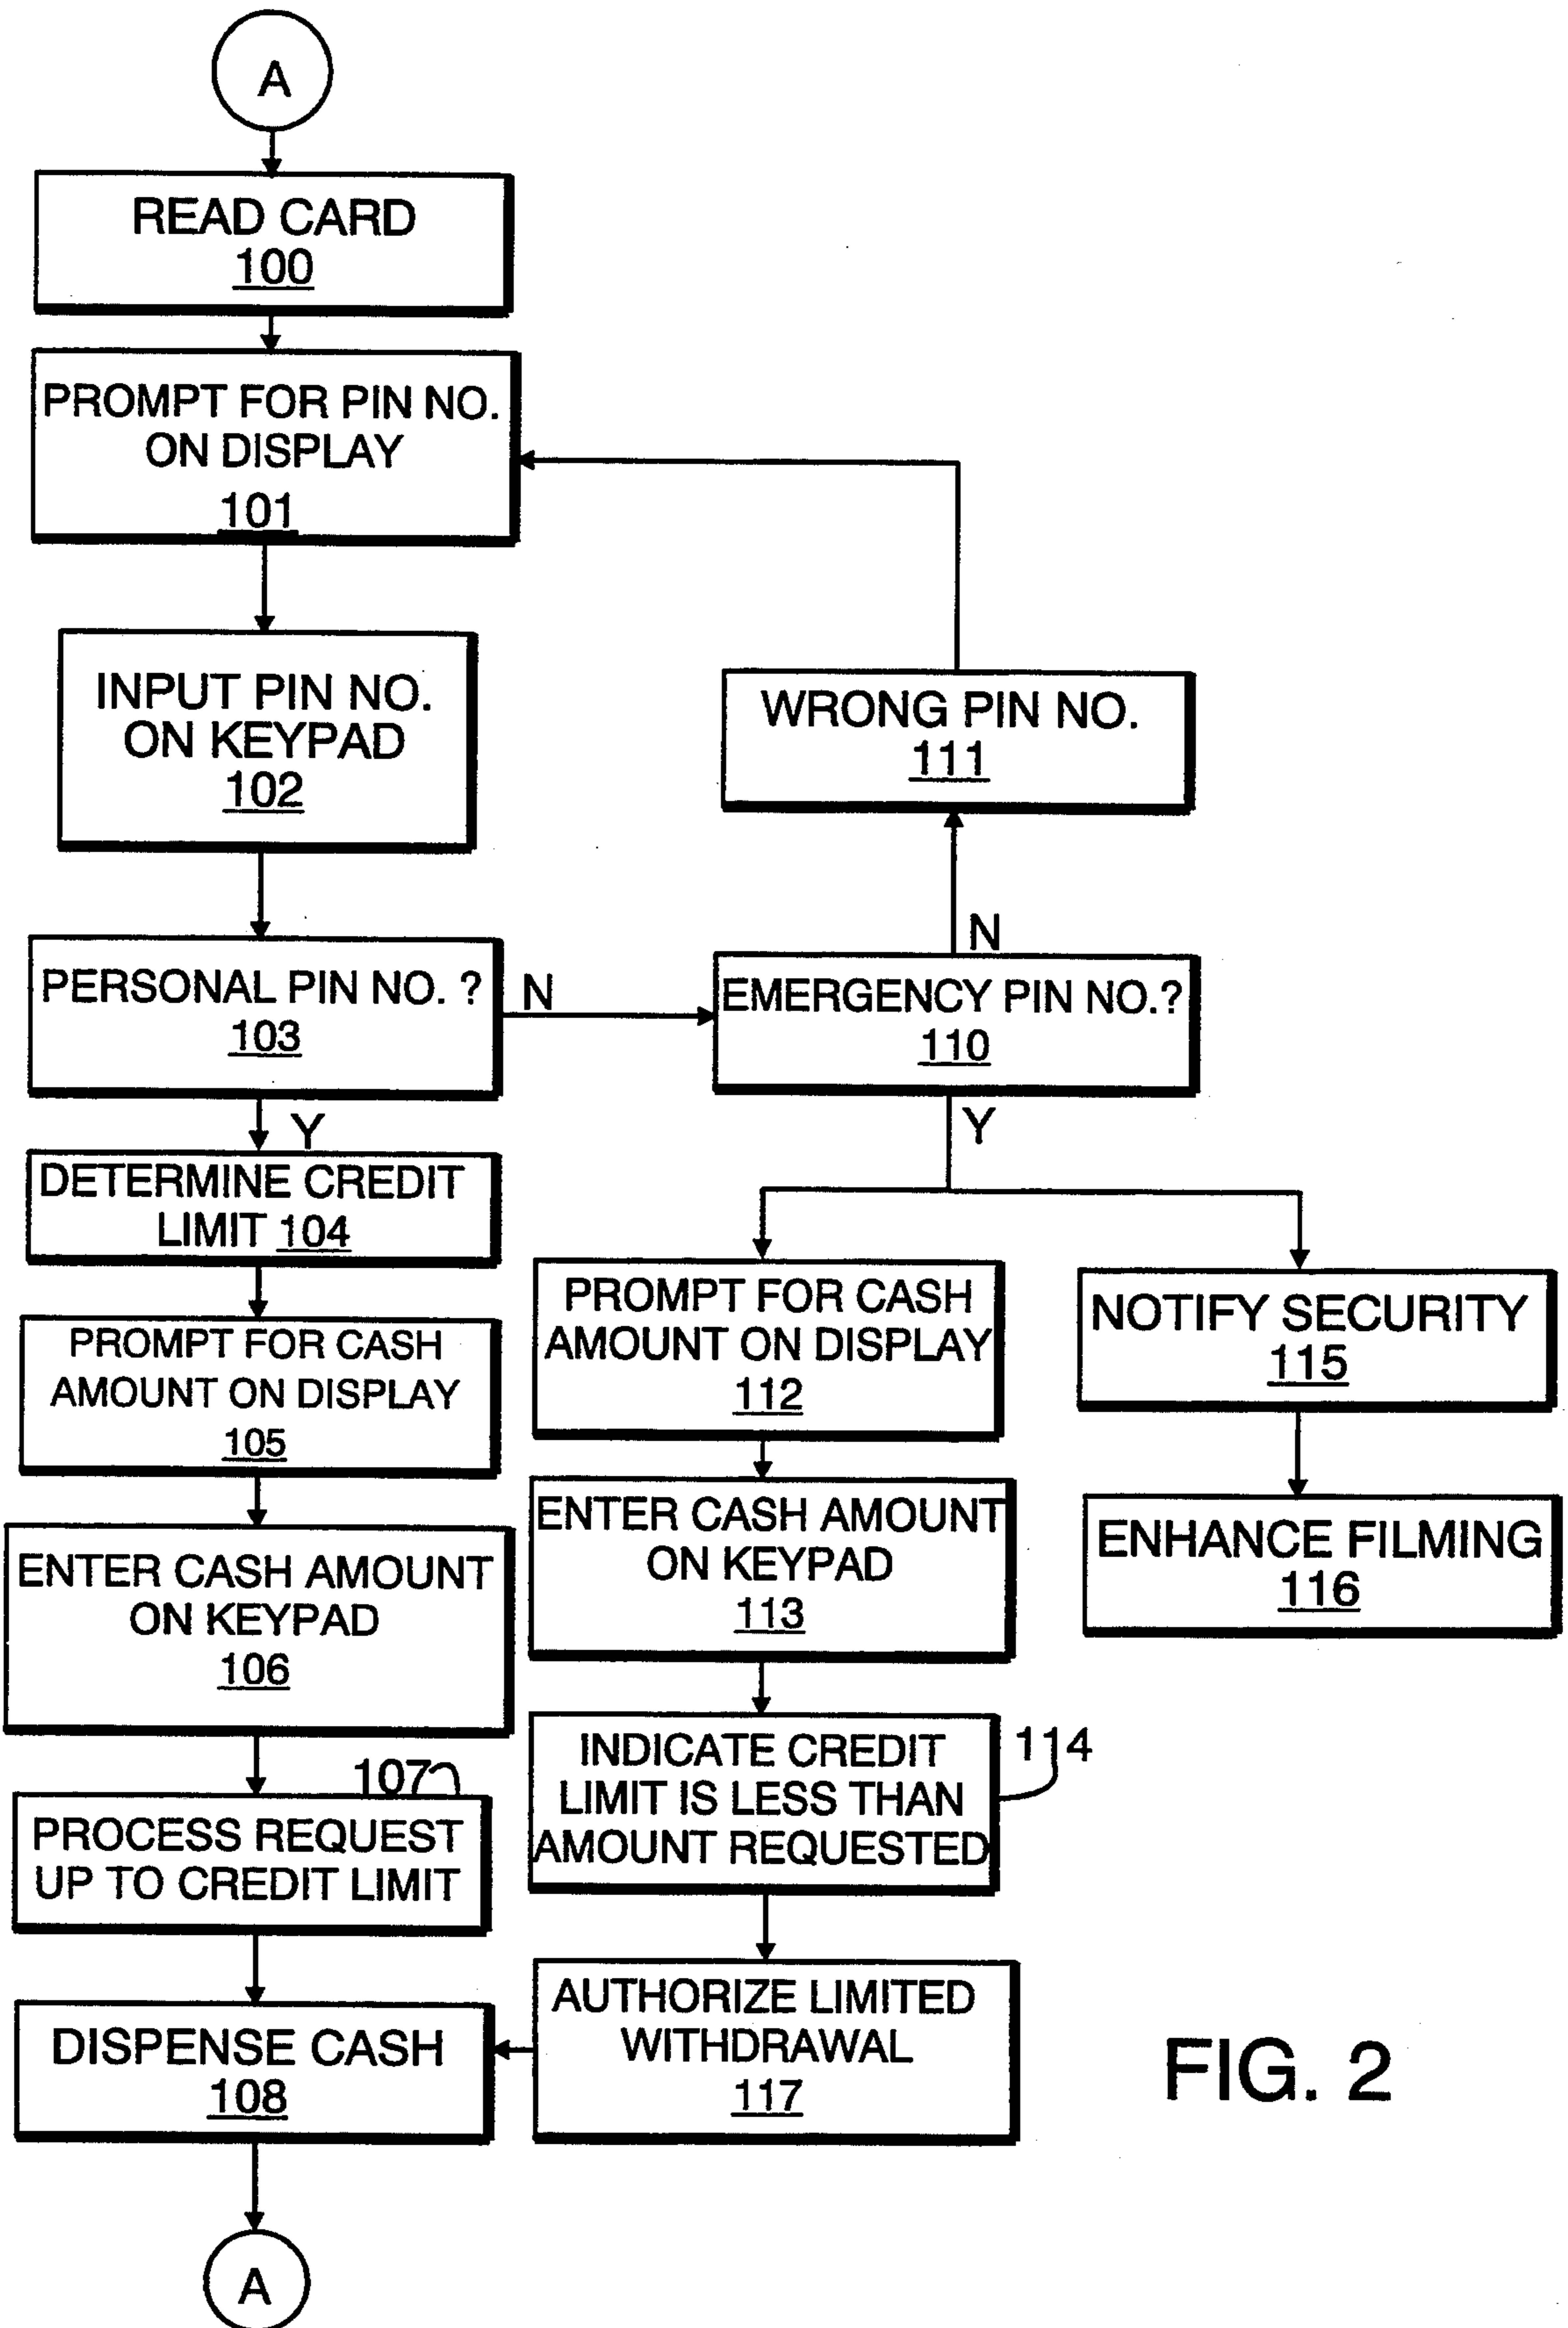 A
READ CARD
100
PROMPT FOR PIN NO.
ON DISPLAY
101
INPUT PIN NO.
ON KEYPAD
102
WRONG PIN NO.
111
N
PERSONAL PIN NO. ?
103
N
EMERGENCY PIN NO.?
110
Y
Y
DETERMINE CREDIT
LIMIT 104
PROMPT FOR CASH
AMOUNT ON DISPLAY
105
ENTER CASH AMOUNT
ON KEYPAD
106
107
PROCESS REQUEST
UP TO CREDIT LIMIT
DISPENSE CASH
108
A
PROMPT FOR CASH
AMOUNT ON DISPLAY
112
ENTER CASH AMOUNT
ON KEYPAD
113
INDICATE CREDIT
LIMIT IS LESS THAN
AMOUNT REQUESTED
114
AUTHORIZE LIMITED
WITHDRAWAL
117
NOTIFY SECURITY
115
ENHANCE FILMING
116
FIG. 2